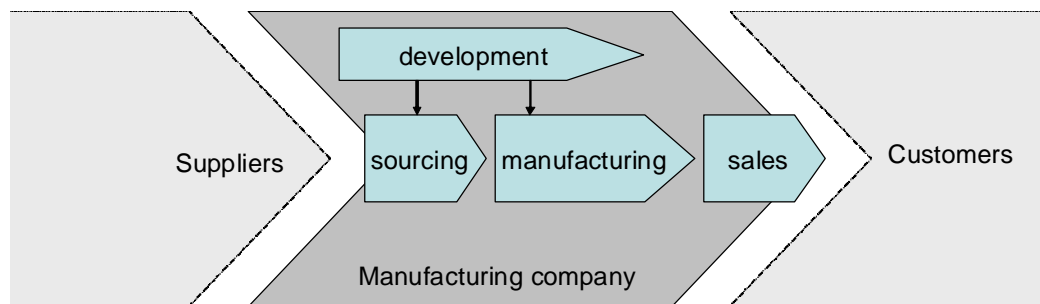 development
sourcing
manufacturing
sales
Suppliers
Customers
Manufacturing company